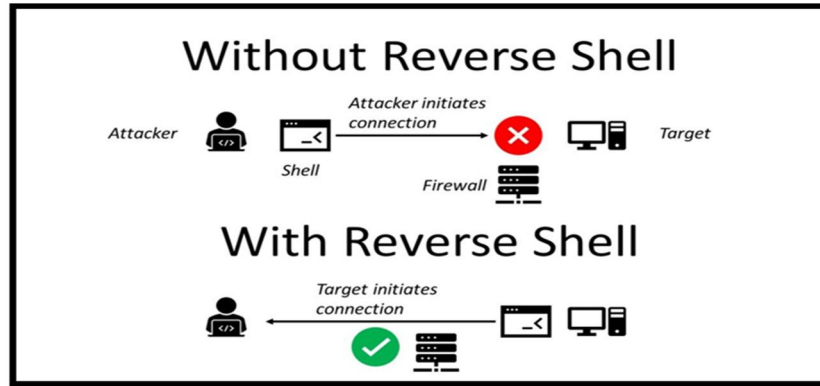 Without Reverse Shell
Attacker initiates
connection
Attacker
Target
Shell
Firewall
With Reverse Shell
Target initiates
connection